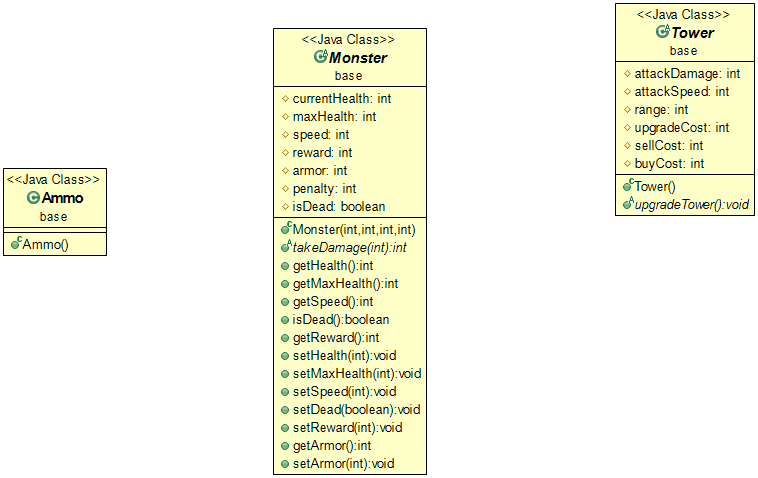 <<Java Class>>
Ammo
base
Ammo()
<<Java Class>>
Monster
base
currentHealth: int
maxHealth: int
speed: int
reward: int
armor: int
penalty: int
isDead: boolean
Monster(int,int,int,int)
takeDamage(int):int
getHealth():int
getMaxHealth():int
getSpeed():int
isDead():boolean
getReward():int
setHealth(int):void
setMaxHealth(int):void
setSpeed(int):void
setDead(boolean):void
setReward(int):void
getArmor():int
setArmor(int):void
<<Java Class>>
Tower
base
attackDamage: int
attackSpeed: int
range: int
upgradeCost: int
sellCost: int
buyCost: int
Tower()
upgradeTower():void